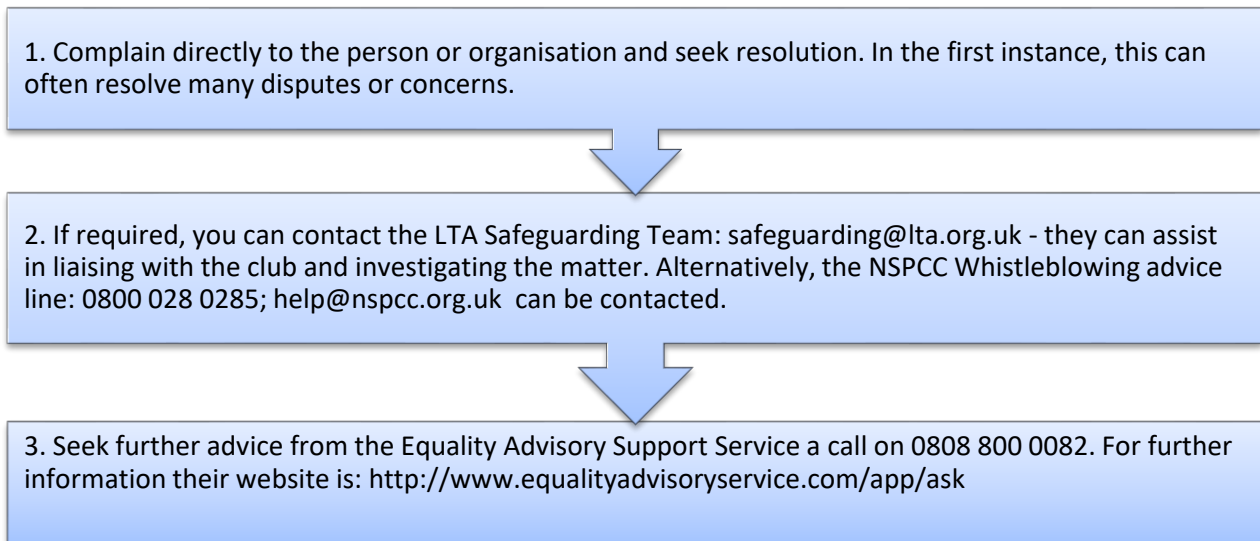 1. Complain directly to the person or organisation and seek resolution. In the first instance, this can
often resolve many disputes or concerns.
2. If required, you can contact the LTA Safeguarding Team: safeguarding@lta.org.uk - they can assist
in liaising with the club and investigating the matter. Alternatively, the NSPCC Whistleblowing advice
line: 0800 028 0285; help@nspcc.org.uk  can be contacted.
3. Seek further advice from the Equality Advisory Support Service a call on 0808 800 0082. For further
information their website is: http://www.equalityadvisoryservice.com/app/ask